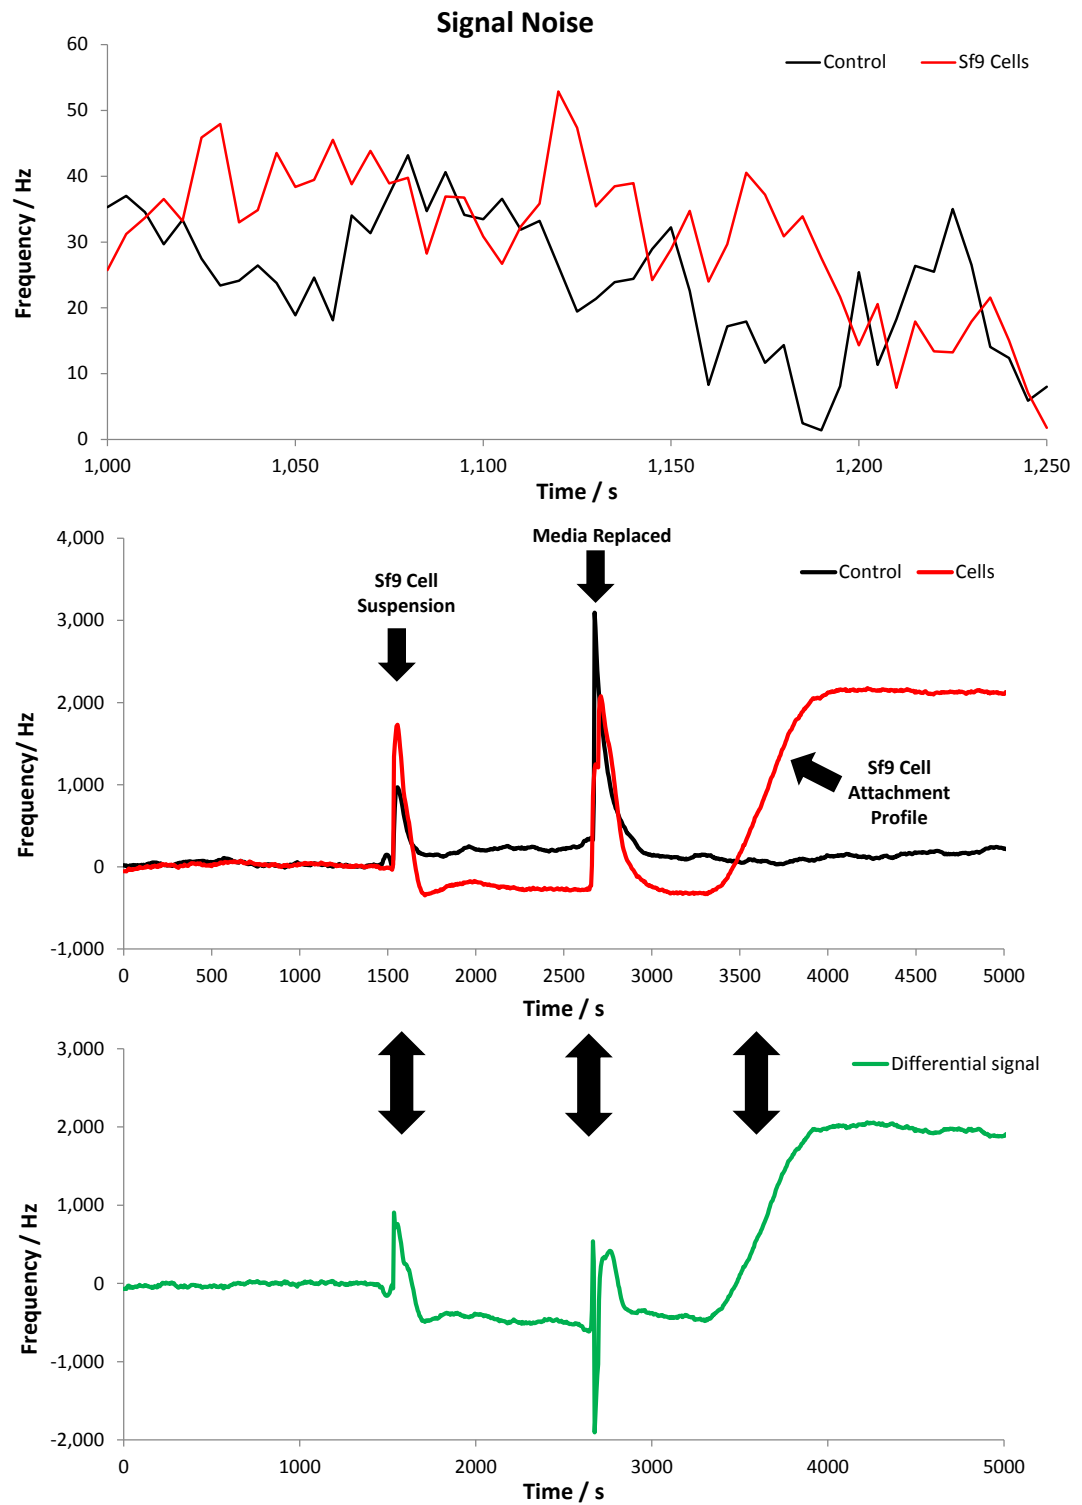 Signal Noise
Control
Sf9 Cells
Frequency / Hz
60
50
40
30
20
10
0
1,000
1,050
1,100
1,150
1,200
1,250
Time / s
Media Replaced
Sf9 Cell
Suspension
Control
Cells
Sf9 Cell
Attachment
Profile
Frequency/ Hz
4,000
3,000
2,000
1,000
0
-1,000
0
500
1000
1500
2000
2500
3000
3500
4000
4500
5000
Time / s
Differential signal
Frequency / Hz
3,000
2,000
1,000
0
-1,000
-2,000
0
1000
2000
3000
4000
5000
Time / s